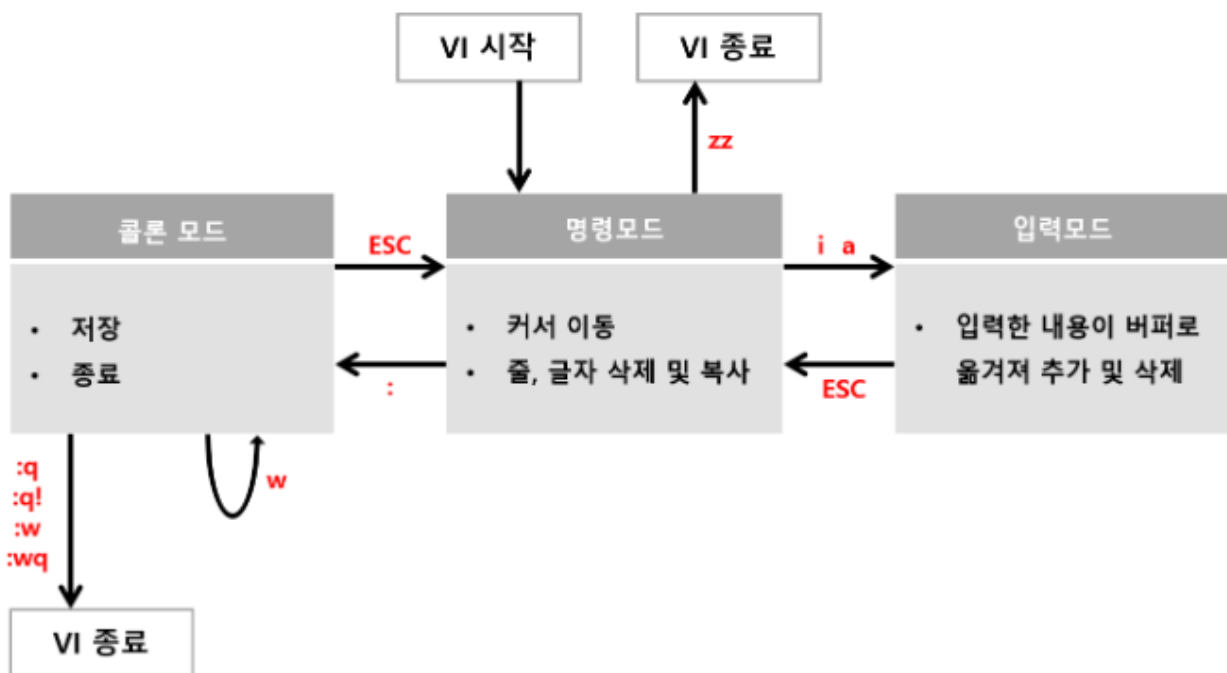 VI 시작
VI 종료
zz
콜론 모드
ESC
명령모드
i a
입력모드
• 저장
• 종료
:
• 커서 이동
• 줄, 글자 삭제 및 복사
ESC
• 입력한 내용이 버퍼로
옮겨져 추가 및 삭제
:q
:q!
:w
:wq
w
VI 종료